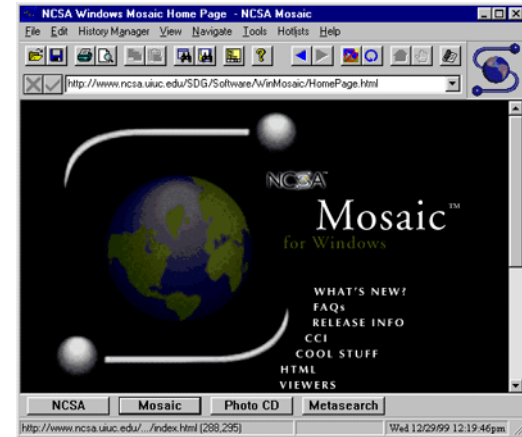 NCSA Windows Mosaic Home Page - NCSA Mosaic
File Edit History Manager View Navigate Tools Hotlists Help
http://www.ncsa.uiuc.edu/SDG/Software/WinMosaic/HomePage.html
NCSA
Mosaic™
for Windows
WHAT'S NEW?
FAQs
RELEASE INFO
CCI
COOL STUFF
HTML
VIEWERS
NCSA Mosaic Photo CD Metasearch
http://www.ncsa.uiuc.edu/.../index.html (288,295) Wed 12/29/99 12:19:46pm